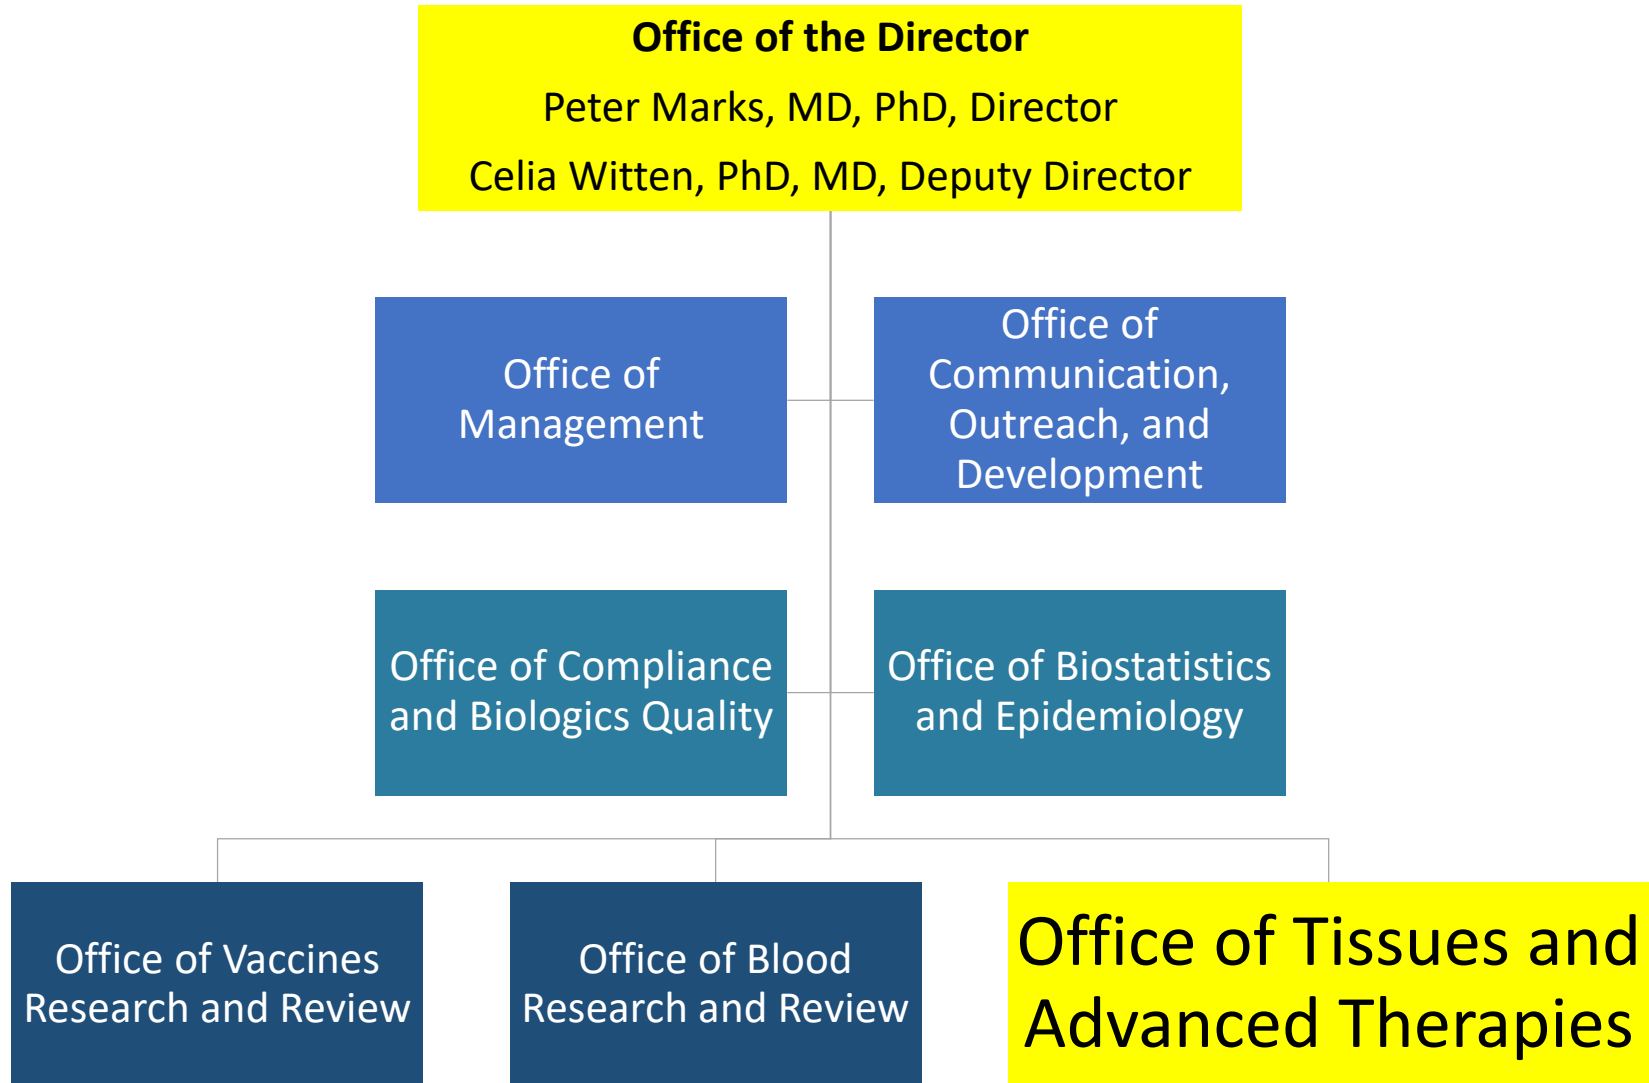 Office of the Director
Peter Marks, MD, PhD, Director
Celia Witten, PhD, MD, Deputy Director
Office of
Management
Office of
Communication,
Outreach, and
Development
Office of Compliance
and Biologics Quality
Office of Biostatistics
and Epidemiology
Office of Vaccines
Research and Review
Office of Blood
Research and Review
Office of Tissues and
Advanced Therapies